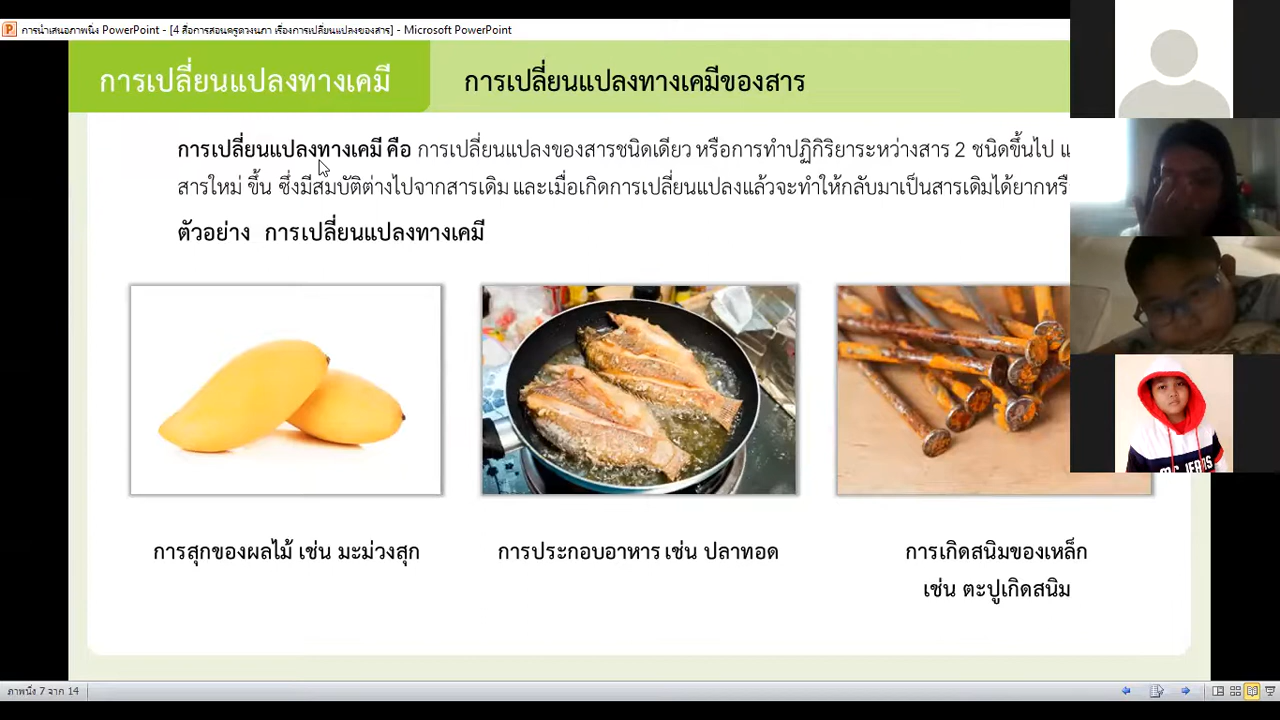 การนำเสนอภาพนิ่ง PowerPoint - [4 สื่อการสอนครูดวงนภา เรื่องการเปลี่ยนแปลงของสาร] - Microsoft PowerPoint
การเปลี่ยนแปลงทางเคมี
การเปลี่ยนแปลงทางเคมีของสาร
การเปลี่ยนแปลงทางเคมี คือ การเปลี่ยนแปลงของสารชนิดเดียว หรือการทำปฏิกิริยาระหว่างสาร 2 ชนิดขึ้นไป แ
สารใหม่ ขึ้น ซึ่งมีสมบัติต่างไปจากสารเดิม และเมื่อเกิดการเปลี่ยนแปลงแล้วจะทำให้กลับมาเป็นสารเดิมได้ยากหรื
ตัวอย่าง การเปลี่ยนแปลงทางเคมี
การสุกของผลไม้ เช่น มะม่วงสุก
การประกอบอาหาร เช่น ปลาทอด
การเกิดสนิมของเหล็ก
เช่น ตะปูเกิดสนิม
ภาพนิ่ง 7 จาก 14